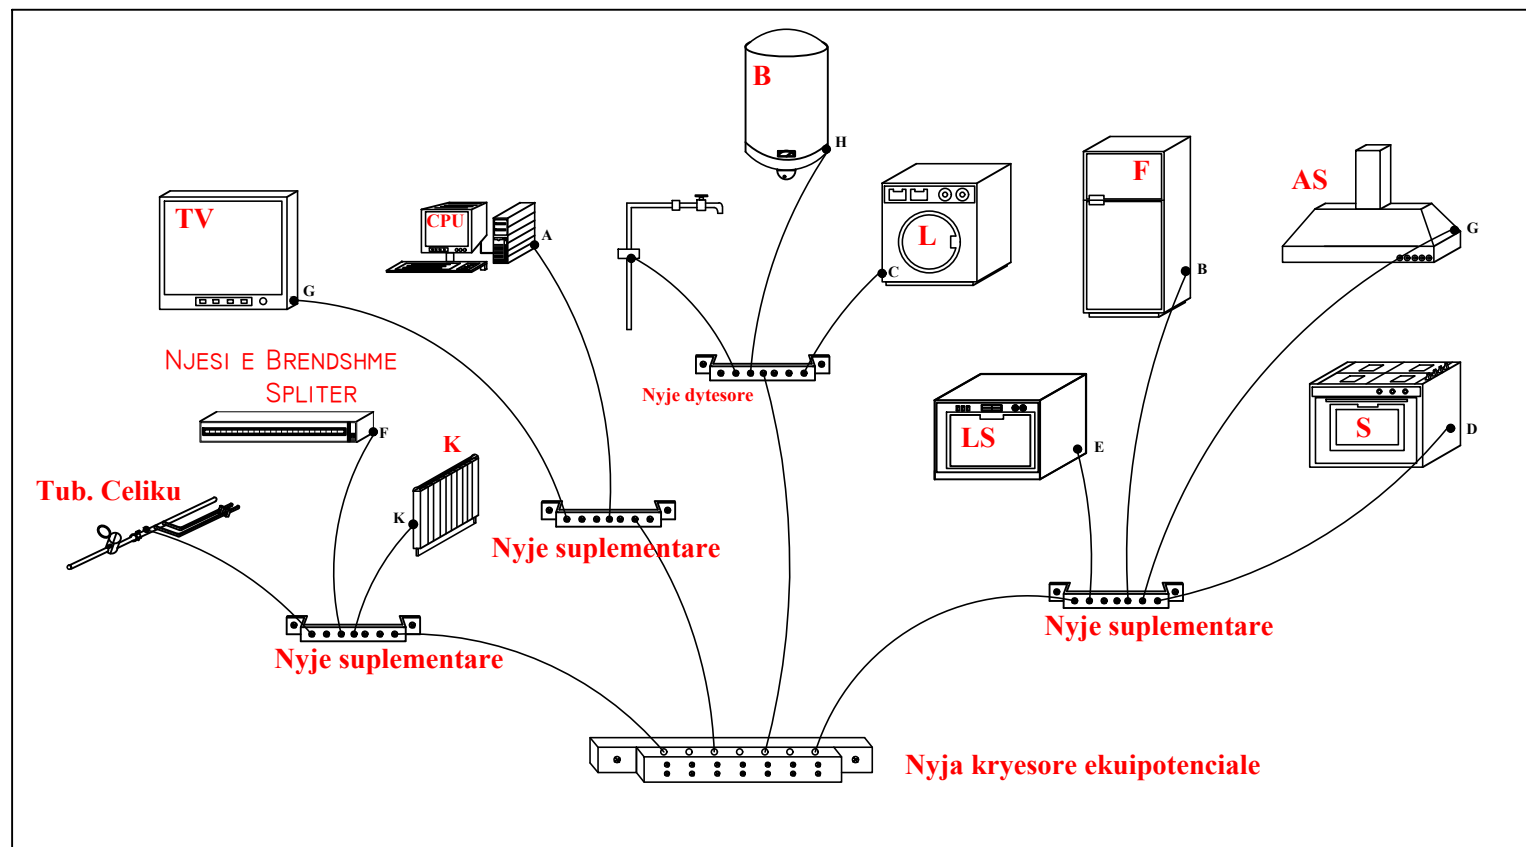 B
H
TV
CPU
A
L
C
F
B
AS
G
G
NJESI E BRENDSHME
SPLITER
F
K
K
Nyje dytesore
LS
E
S
D
Tub. Celiku
Nyje suplementare
Nyje suplementare
Nyje suplementare
Nyja kryesore ekuipotenciale